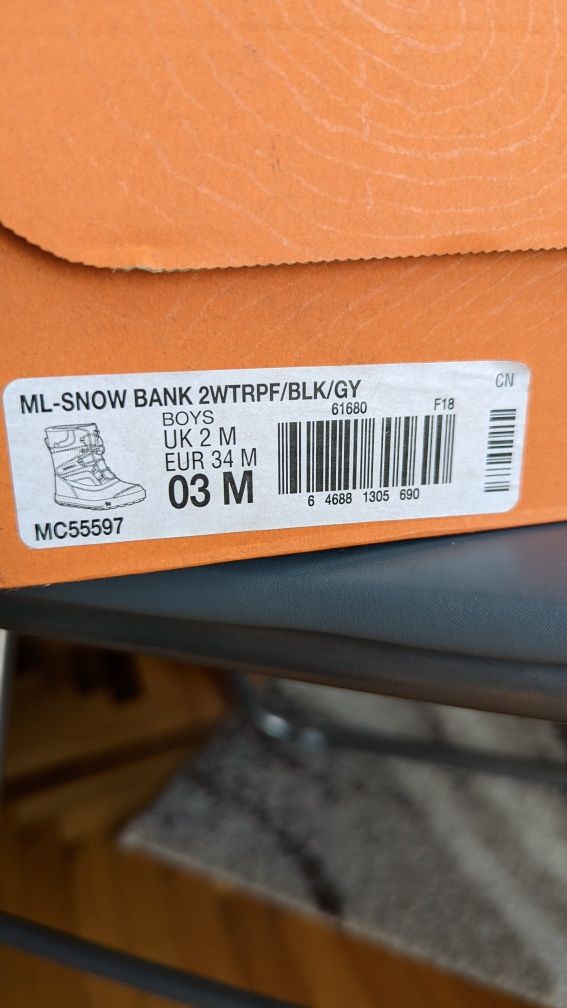 ML-SNOW BANK 2WTRPF/BLK/GY
CN
BOYS
UK 2 M
EUR 34 M
03 M
61680
F18
6 4688 1305 690
MC55597